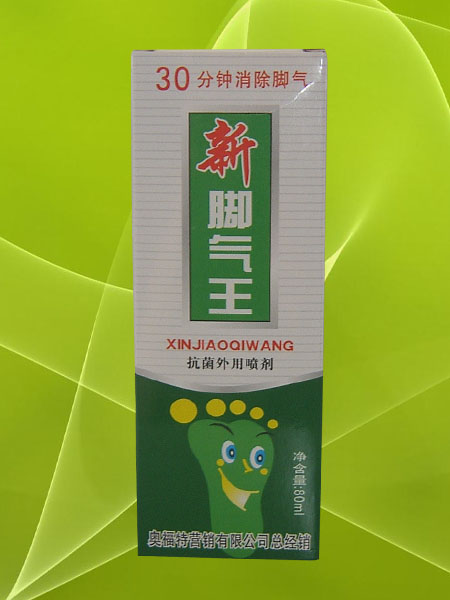 30分钟消除脚气
新
脚气王
XINJIAOQIWANG
抗菌外用喷剂
净含量:80ml
奥福特营销有限公司总经销